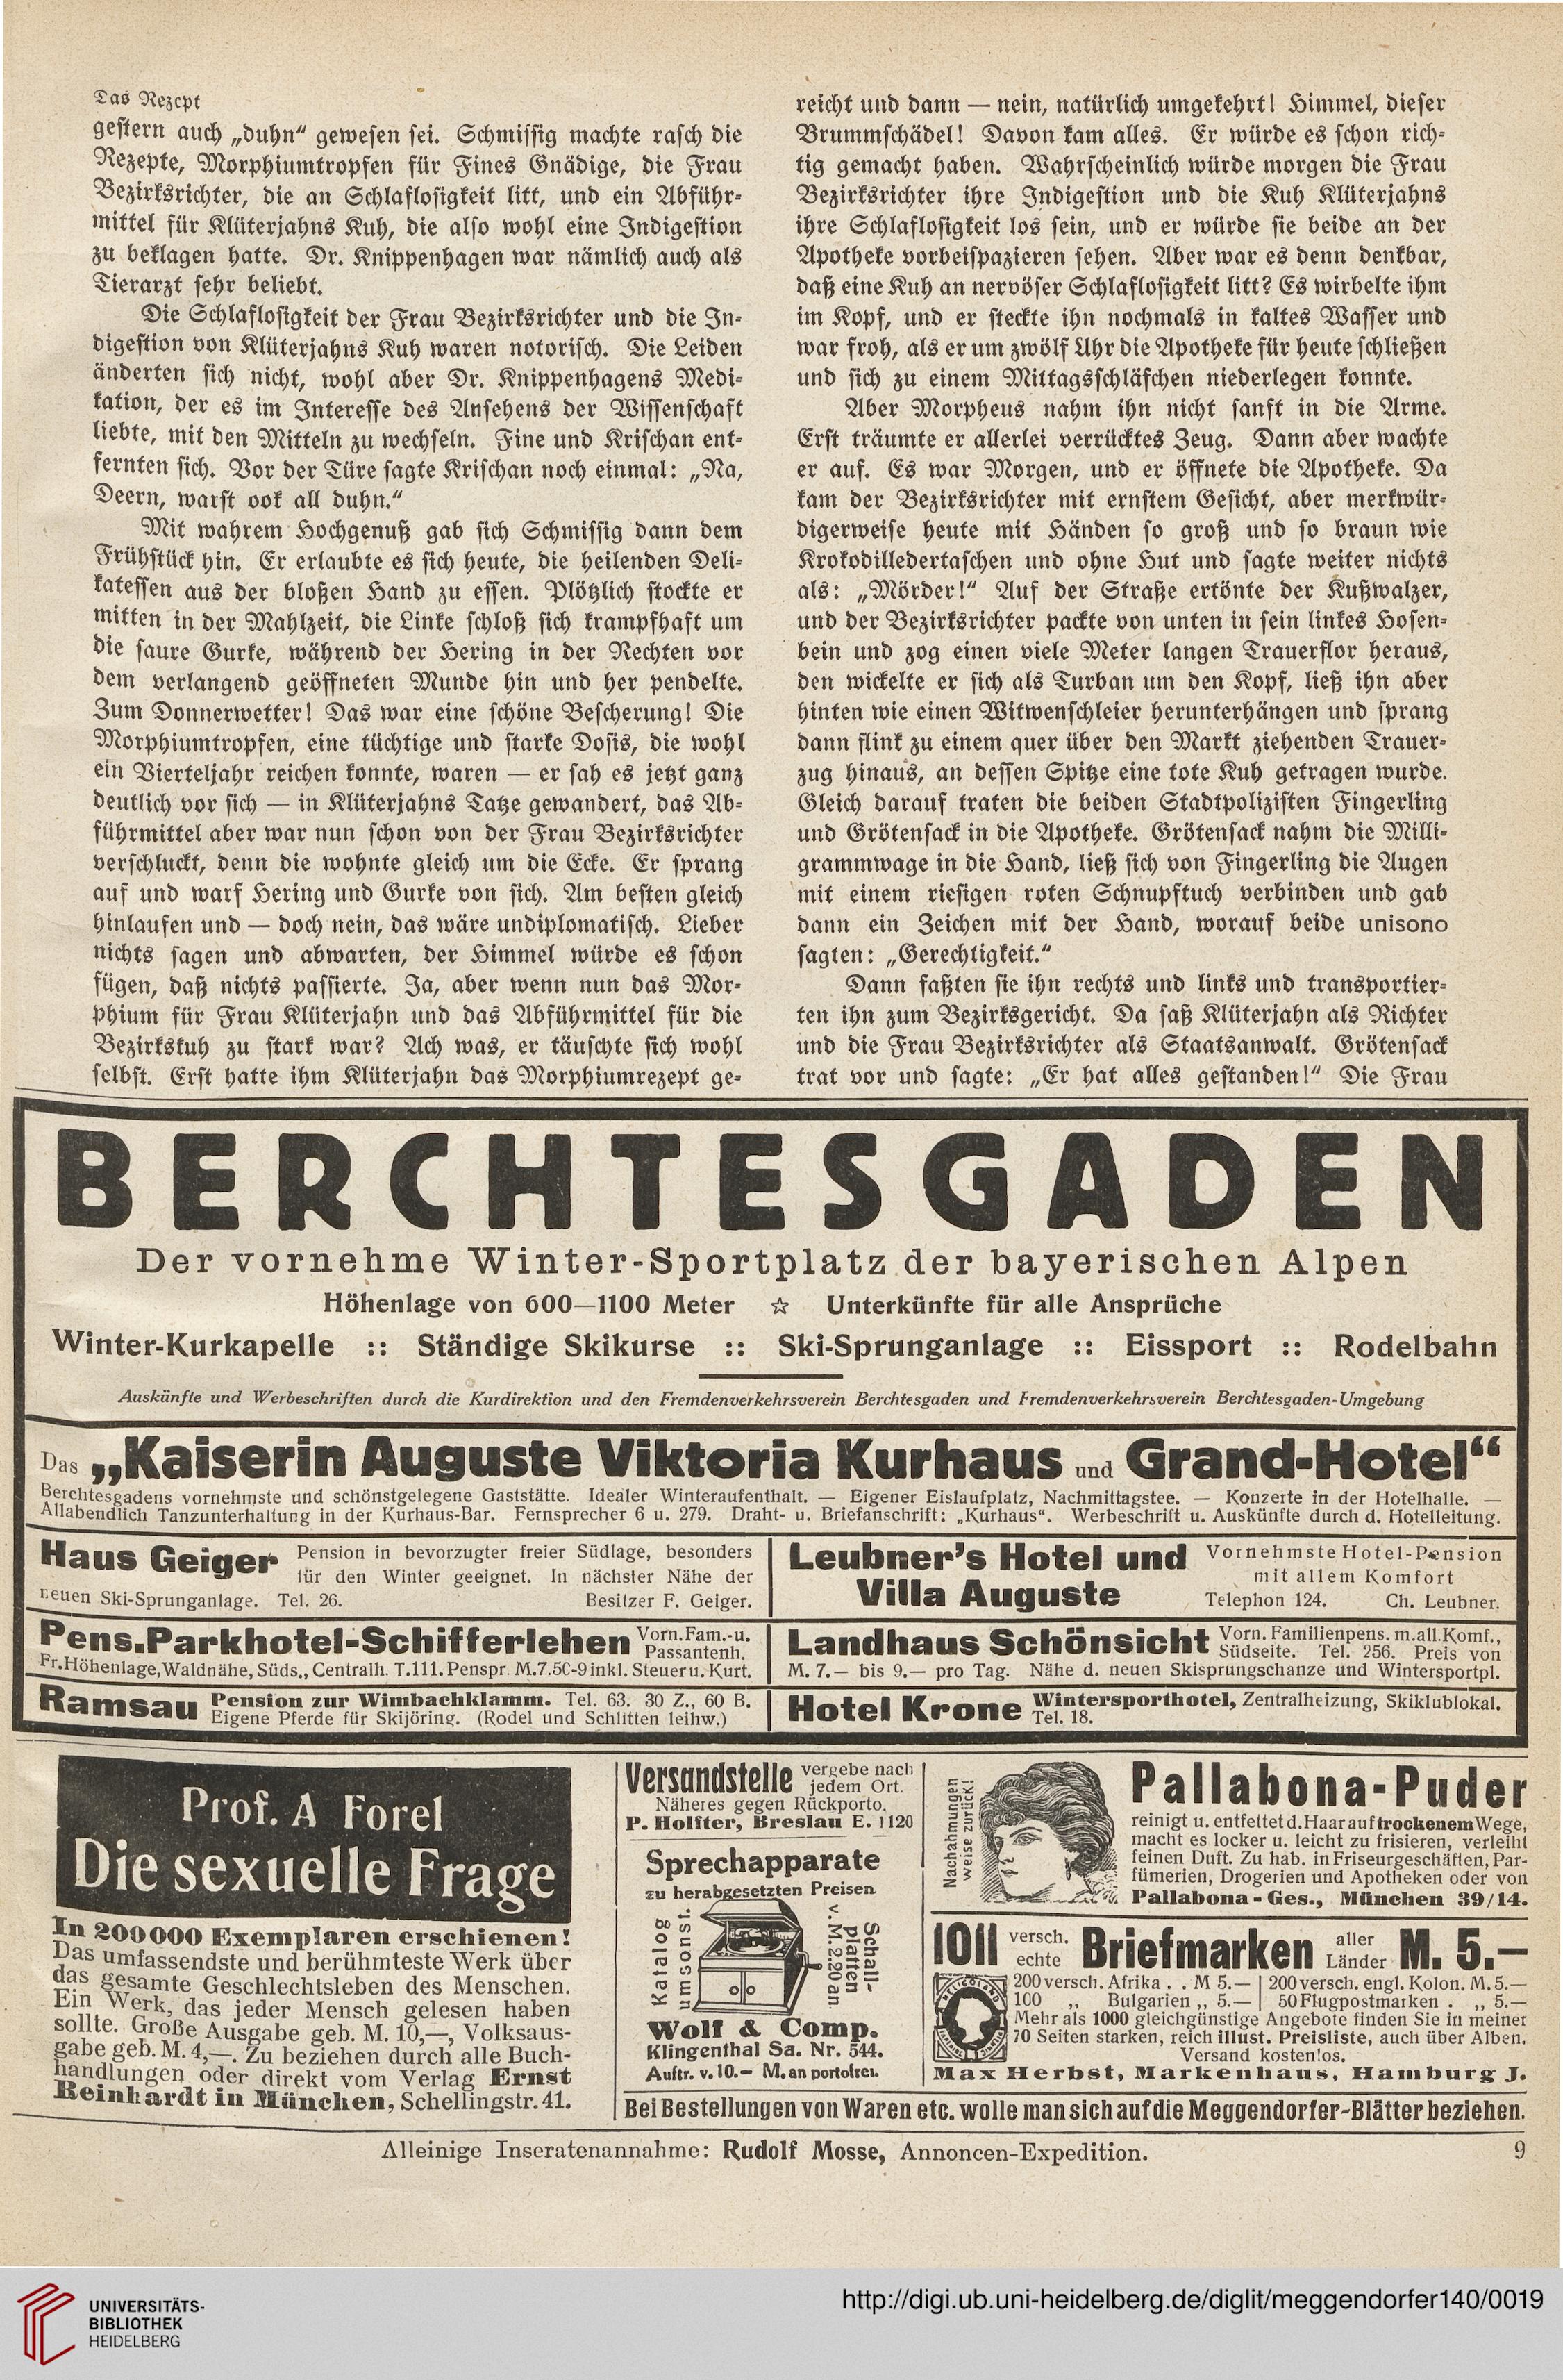 Das Rezept
gestern auch „duhn“ gewesen sei. Schmissig machte rasch die
Rezepte, Morphiumtropfen für Fines Gnädige, die Frau
Bezirksrichter, die an Schlaflosigkeit litt, und ein Abführ-
mittel für Klüterjahns Kuh, die also wohl eine Indigestion
zu beklagen hatte. Dr. Knippenhagen war nämlich auch als
Tierarzt sehr beliebt.
Die Schlaflosigkeit der Frau Bezirksrichter und die In-
digestion von Klüterjahns Kuh waren notorisch. Die Leiden
änderten sich nicht, wohl aber Dr. Knippenhagens Medi-
kation, der es im Interesse des Ansehens der Wissenschaft
liebte, mit den Mitteln zu wechseln. Fine und Krischan ent-
fernten sich. Vor der Türe sagte Krischan noch einmal: „Na,
Deern, warst ook all duhn.“
Mit wahrem Hochgenuß gab sich Schmissig dann dem
Frühstück hin. Er erlaubte es sich heute, die heilenden Deli-
katessen aus der bloßen Hand zu essen. Plötzlich stockte er
mitten in der Mahlzeit, die Linke schloß sich krampfhaft um
die saure Gurke, während der Hering in der Rechten vor
dem verlangend geöffneten Munde hin und her pendelte.
Zum Donnerwetter! Das war eine schöne Bescherung! Die
Morphiumtropfen, eine tüchtige und starke Dosis, die wohl
ein Vierteljahr reichen konnte, waren — er sah es jetzt ganz
deutlich vor sich — in Klüterjahns Tatze gewandert, das Ab-
führmittel aber war nun schon von der Frau Bezirksrichter
verschluckt, denn die wohnte gleich um die Ecke. Er sprang
auf und warf Hering und Gurke von sich. Am besten gleich
hinlaufen und — doch nein, das wäre undiplomatisch. Lieber
nichts sagen und abwarten, der Himmel würde es schon
fügen, daß nichts passierte. Ja, aber wenn nun das Mor-
phium für Frau Klüterjahn und das Abführmittel für die
Bezirkskuh zu stark war? Ach was, er täuschte sich wohl
selbst. Erst hatte ihm Klüterjahn das Morphiumrezept ge-
reicht und dann — nein, natürlich umgekehrt! Himmel, dieser
Brummschädel! Davon kam alles. Er würde es schon rich-
tig gemacht haben. Wahrscheinlich würde morgen die Frau
Bezirksrichter ihre Indigestion und die Kuh Klüterjahns
ihre Schlaflosigkeit los sein, und er würde sie beide an der
Apotheke vorbeispazieren sehen. Aber war es denn denkbar,
daß eine Kuh an nervöser Schlaflosigkeit litt? Es wirbelte ihm
im Kopf, und er steckte ihn nochmals in kaltes Wasser und
war froh, als er um zwölf Uhr die Apotheke für heute schließen
und sich zu einem Mittagsschläfchen niederlegen konnte.
Aber Morpheus nahm ihn nicht sanft in die Arme.
Erst träumte er allerlei verrücktes Zeug. Dann aber wachte
er auf. Es war Morgen, und er öffnete die Apotheke. Da
kam der Bezirksrichter mit ernstem Gesicht, aber merkwür-
digerweise heute mit Händen so groß und so braun wie
Krokodilledertaschen und ohne Hut und sagte weiter nichts
als: „Mörder!“ Auf der Straße ertönte der Kußwalzer,
und der Bezirksrichter packte von unten in sein linkes Hosen-
bein und zog einen viele Meter langen Trauerflor heraus,
den wickelte er sich als Turban um den Kopf, ließ ihn aber
hinten wie einen Witwenschleier herunterhängen und sprang
dann flink zu einem quer über den Markt ziehenden Trauer-
zug hinaus, an dessen Spitze eine tote Kuh getragen wurde.
Gleich darauf traten die beiden Stadtpolizisten Fingerling
und Grötensack in die Apotheke. Grötensack nahm die Milli-
grammwage in die Hand, ließ sich von Fingerling die Augen
mit einem riesigen roten Schnupftuch verbinden und gab
dann ein Zeichen mit der Hand, worauf beide unisono
sagten: „Gerechtigkeit.“
Dann faßten sie ihn rechts und links und transportier-
ten ihn zum Bezirksgericht. Da saß Klüterjahn als Richter
und die Frau Bezirksrichter als Staatsanwalt. Grötensack
trat vor und sagte: „Er hat alles gestanden!“ Die Frau
BERCHTESGADEN
Der vornehme Winter-Sportplatz der bayerischen Alpen
Höhenlage von 600—1100 Meter ☆ Unterkünfte für alle Ansprüche
Winter-Kurkapelle :: Ständige Skikurse :: Ski-Sprunganlage :: Eissport :: Rodelbahn
Auskünfte und Werbeschriften durch die Kurdirektion und den Fremdenverkehrsverein Berchtesgaden und Fremdenverkehrsverein Berchtesgaden-Umgebung
Das „Kaiserin Auguste Viktoria Kurhaus und Grand-Hotel“
Berchtesgadens vornehmste und schönstgelegene Gaststätte. Idealer Winteraufenthalt. — Eigener Eislaufplatz, Nachmittagstee. — Konzerte in der Hotelhalle. —
Allabendlich Tanzunterhaltung in der Kurhaus-Bar. Fernsprecher 6 u. 279. Draht- u. Briefanschrift: „Kurhaus“. Werbeschrift u. Auskünfte durch d. Hotelleitung.
Haus Geiger Pension in bevorzugter freier Südlage, besonders
für den Winter geeignet. In nächster Nähe der
neuen Ski-Sprunganlage. Tel. 26. Besitzer F. Geiger.
Leubner's Hotel und Vornehmste Hotel-Pension
mit allem Komfort
Villa Auguste Telephon 124. Ch. Leubner.
Pens.Parkhotel-Schifferlehen Vorn.Fam.-u.
Passantenh.
Fr.Höhenlage,Waldnähe,Süds., Centralh. T.111. Penspr. M.7.50-9 inkl. Steuer u. Kurt.
Landhaus Schönsicht Vorn. Familienpens. m.all.Komf.,
Südseite. Tel. 256. Preis von
M. 7.— bis 9.— pro Tag. Nähe d. neuen Skisprungschanze und Wintersportpl.
Ramsau Pension zur Wimbachklamm. Tel. 63. 30 Z., 60 B.
Eigene Pferde für Skijöring. (Rodel und Schlitten leihw.)
Hotel Krone Wintersporthotel, Zentralheizung, Skiklublokal.
Tel. 18.
Prof. A Forel
Die sexuelle Frage
In 200000 Exemplaren erschienen!
Das umfassendste und berühmteste Werk über
das gesamte Geschlechtsleben des Menschen.
Ein Werk, das jeder Mensch gelesen haben
sollte. Große Ausgabe geb. M. 10,—, Volksaus-
gabe geb. M. 4,—. Zu beziehen durch alle Buch-
handlungen oder direkt vom Verlag Ernst
Reinhardt in München, Schellingstr. 41.
Versandstelle vergebe nach
jedem Ort.
Näheres gegen Rückporto.
P. Holfter, Breslau E. 1120
Sprechapparate
zu herabgesetzten Preisen
Katalog
umsonst.
Schall-
platten
v. M. 2.20 an
Wolf & Comp.
Klingenthal Sa. Nr. 544.
Auftr. v. 10.— M. an portofrei.
Nachahmungen
weise zurück!
Pallabona-Puder
reinigt u. entfettet d. Haar auf trockenem Wege,
macht es locker u. leicht zu frisieren, verleiht
feinen Duft. Zu hab. in Friseurgeschäften, Par-
fümerien, Drogerien und Apotheken oder von
Pallabona-Ges., München 39/14.
1011 versch.
echte Briefmarken aller
Länder M. 5.—
200 versch. Afrika . . M 5.— | 200 versch. engl. Kolon. M. 5.—
100 „ Bulgarien „ 5.— | 50 Flugpostmarken . „ 5.—
Mehr als 1000 gleichgünstige Angebote finden Sie in meiner
70 Seiten starken, reich illust. Preisliste, auch über Alben.
Versand kostenlos.
Max Herbst, Markenhaus, Hamburg J.
Bei Bestellungen von Waren etc. wolle man sich auf die Meggendorfer-Blätter beziehen.
Alleinige Inseratenannahme: Rudolf Mosse, Annoncen-Expedition.
9
UNIVERSITÄTS-
BIBLIOTHEK
HEIDELBERG
http://digi.ub.uni-heidelberg.de/diglit/meggendorfer140/0019